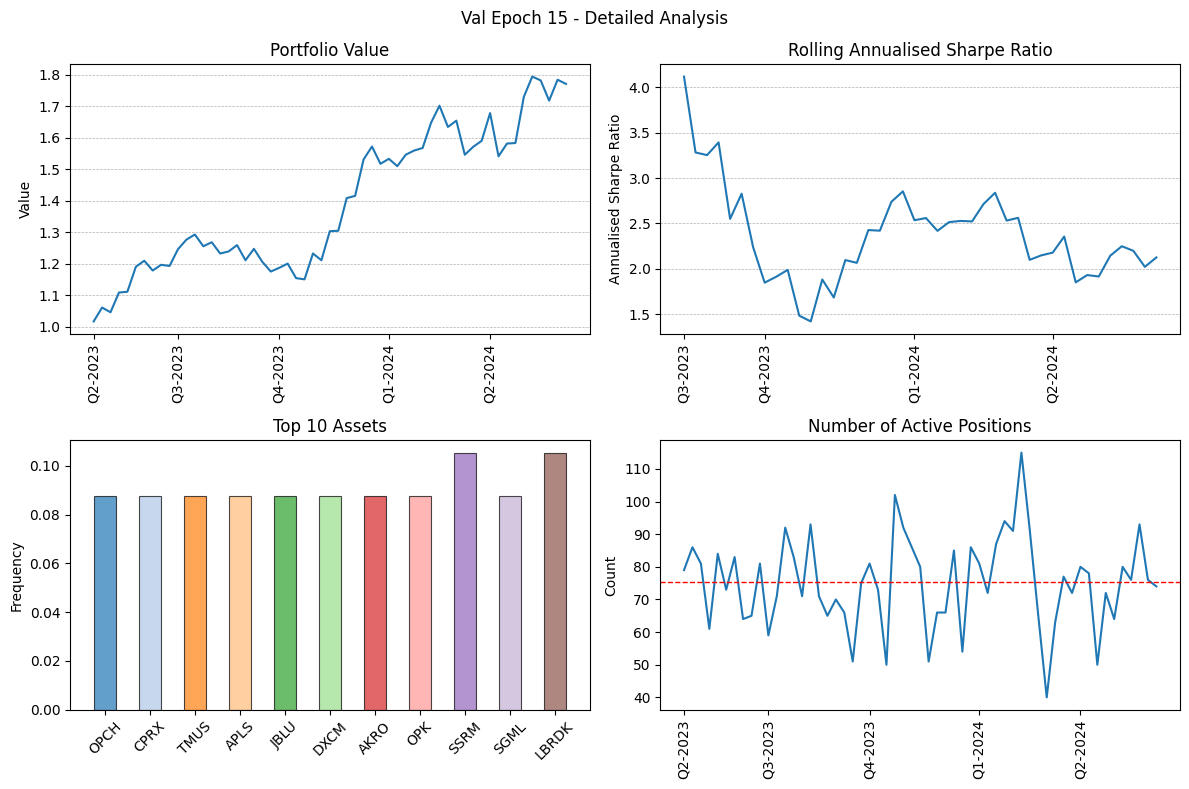 Val Epoch 15 - Detailed Analysis
Portfolio Value
Value
1.8
1.7
1.6
1.5
1.4
1.3
1.2
1.1
1.0
Q2-2023
Q3-2023
Q4-2023
Q1-2024
Q2-2024
Rolling Annualised Sharpe Ratio
Annualised Sharpe Ratio
4.0
3.5
3.0
2.5
2.0
1.5
Q3-2023
Q4-2023
Q1-2024
Q2-2024
Top 10 Assets
Frequency
0.10
0.08
0.06
0.04
0.02
0.00
OPCH
CPRX
TMUS
APLS
JBLU
DXCM
AKRO
OPK
SSRM
SGML
LBRDK
Number of Active Positions
Count
110
100
90
80
70
60
50
40
Q2-2023
Q3-2023
Q4-2023
Q1-2024
Q2-2024